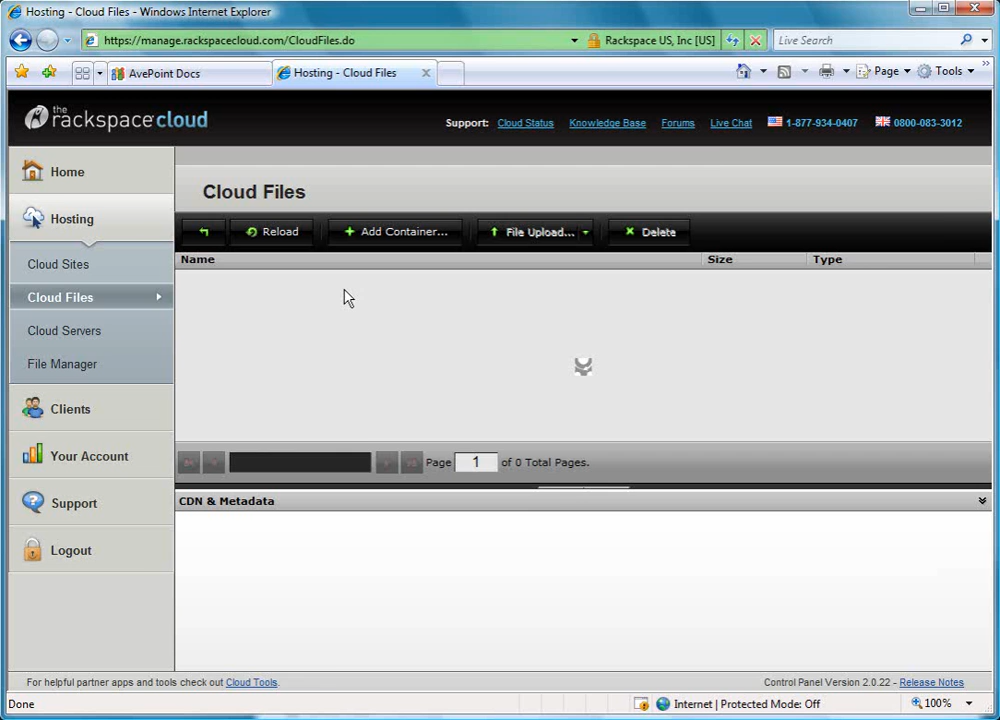 Hosting - Cloud Files - Windows Internet Explorer
https://manage.rackspacecloud.com/CloudFiles.do
Rackspace US, Inc [US]
Live Search
AvePoint Docs
Hosting - Cloud Files
Page
Tools
the
rackspace cloud
Support: Cloud Status Knowledge Base Forums Live Chat 1-877-934-0407 0800-083-3012
Home
Hosting
Cloud Sites
Cloud Files
Cloud Servers
File Manager
Clients
Your Account
Support
Logout
Cloud Files
Reload
Add Container...
File Upload...
Delete
Name Size Type
Page 1 of 0 Total Pages.
CDN & Metadata
For helpful partner apps and tools check out Cloud Tools.
Control Panel Version 2.0.22 - Release Notes
Done
Internet | Protected Mode: Off
100%